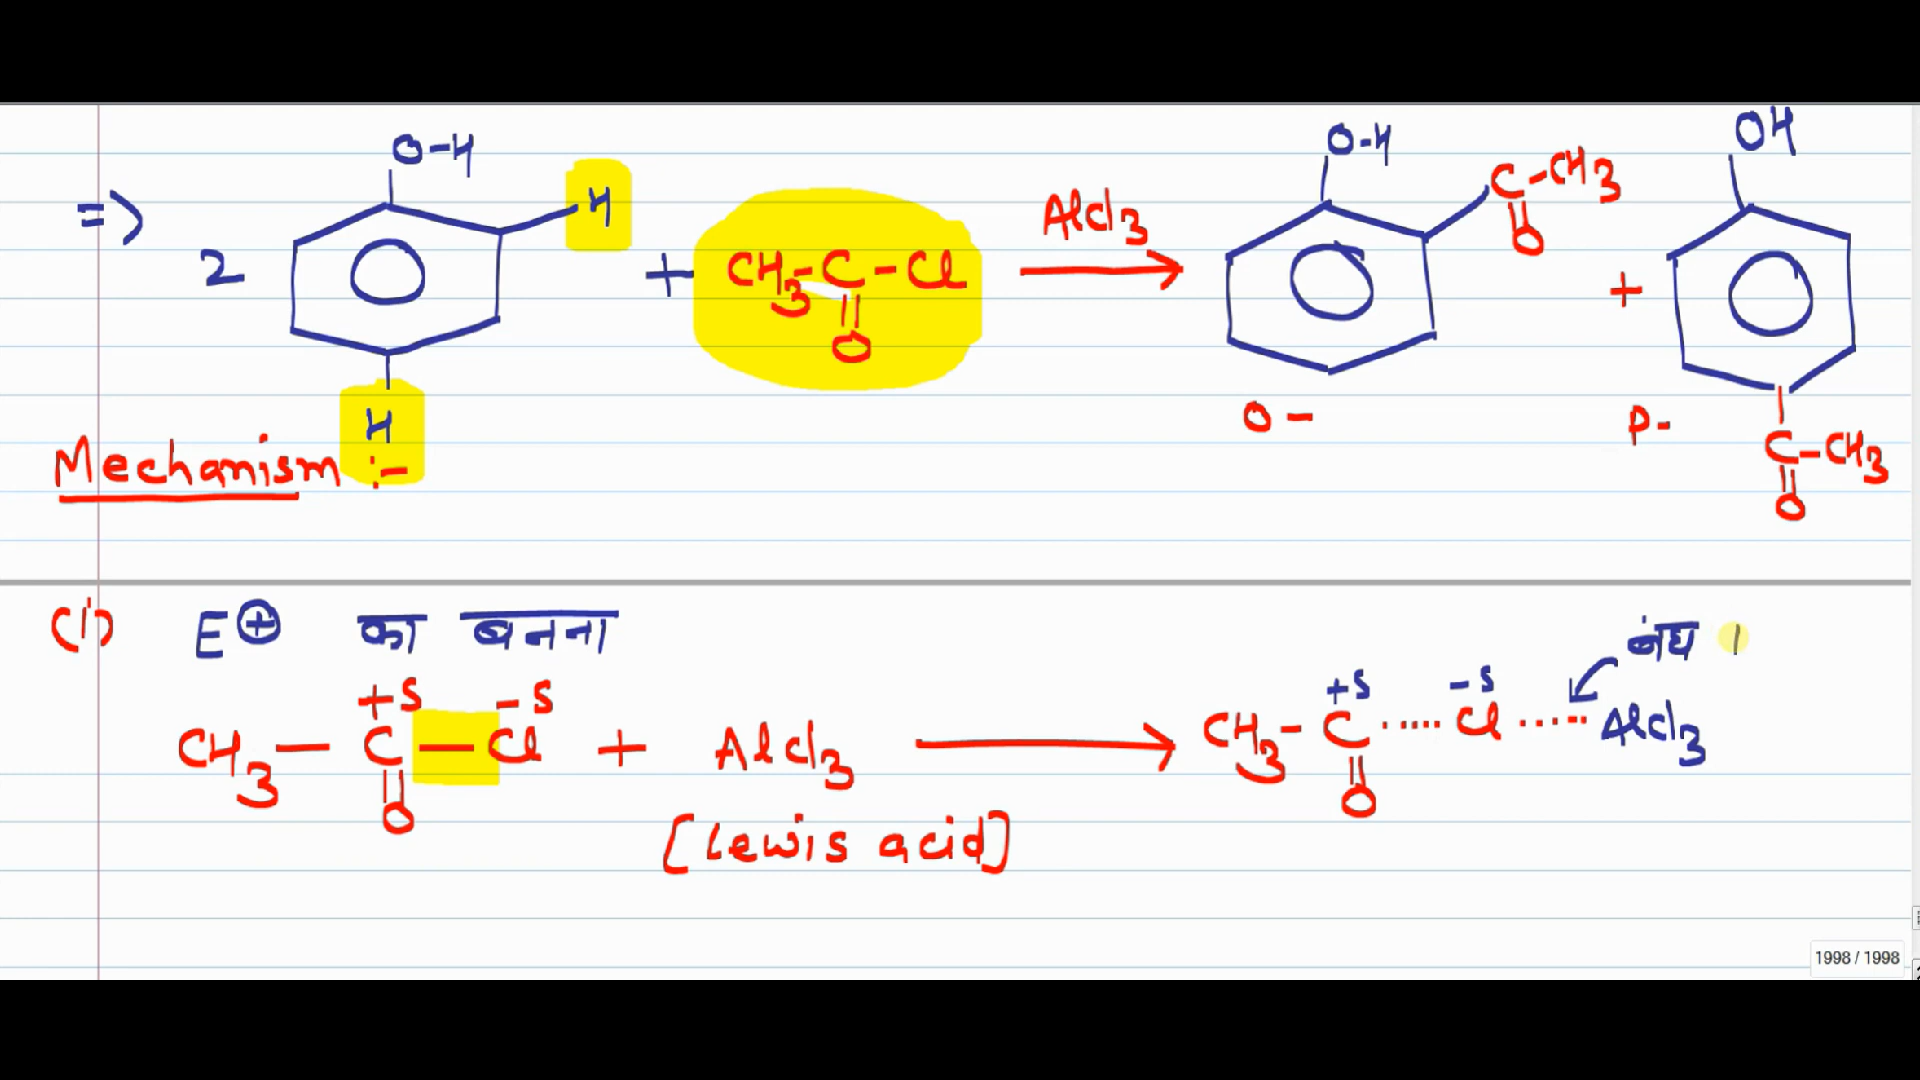 O-H
H
2
+ CH3-C-Cl
O
AlCl3
H
O-H
C-CH3
O
O -
+
OH
p-
C-CH3
O
=>
Mechanism :-
(1) E⊕ का बनना
+S -S
CH3 — C — Cl + AlCl3
O
[Lewis acid]
+S -S
CH3 - C ..... Cl ..... AlCl3
O
1998 / 1998